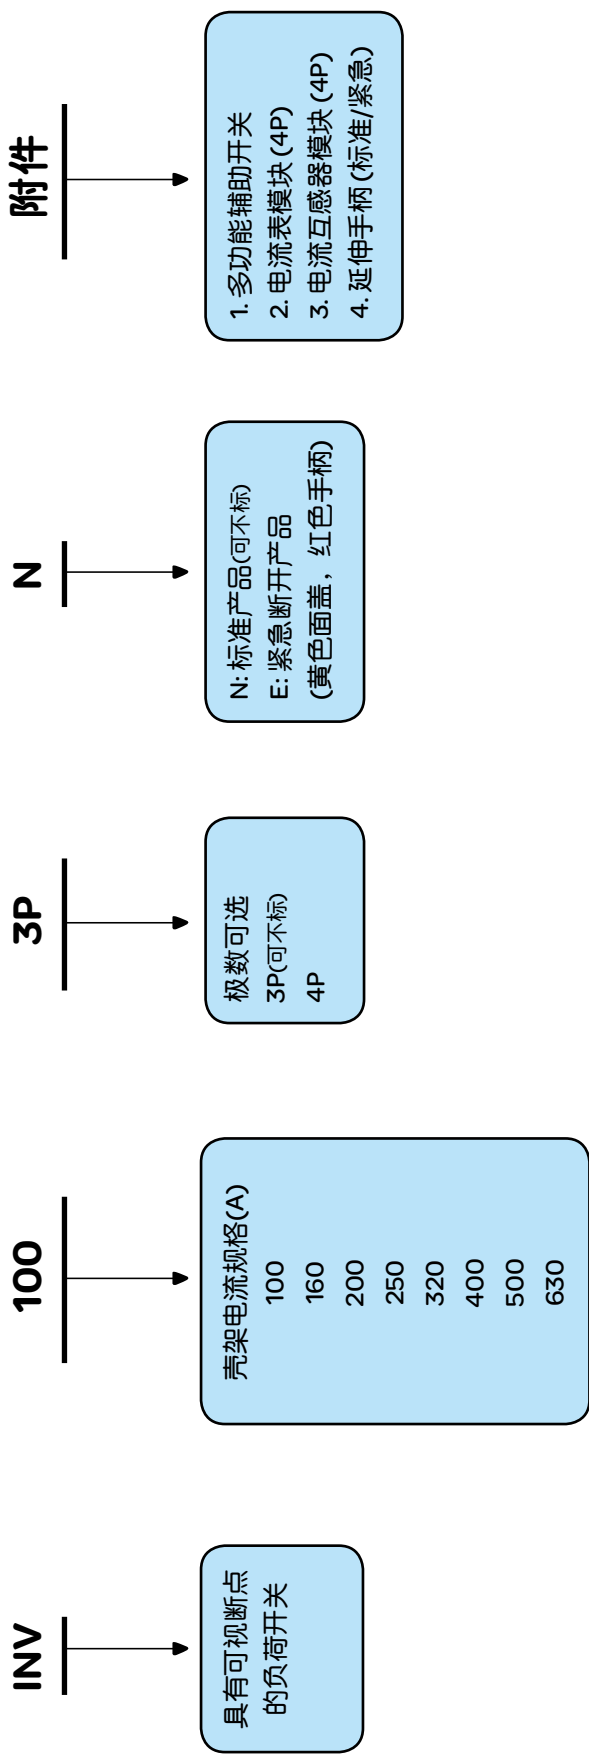 INV
具有可视断点
的负荷开关
100
壳架电流规格(A)
100
160
200
250
320
400
500
630
3P
极数可选
3P(可不标)
4P
N
N: 标准产品(可不标)
E: 紧急断开产品
(黄色面盖，红色手柄)
附件
1. 多功能辅助开关
2. 电流表模块(4P)
3. 电流互感器模块(4P)
4. 延伸手柄(标准/紧急)